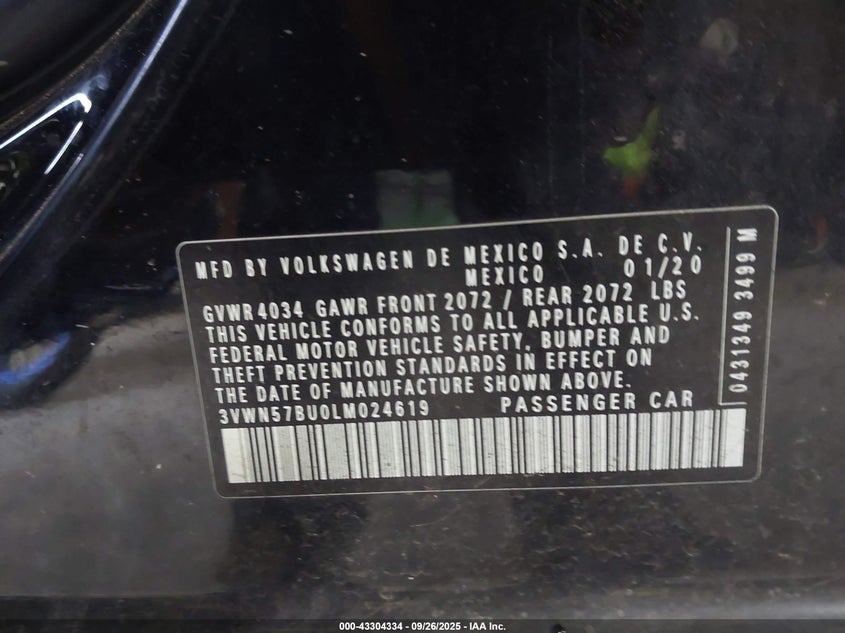 MFD BY VOLKSWAGEN DE MEXICO S.A. DE C.V.
MEXICO 01/20
GVWR 4034 GAWR FRONT 2072 / REAR 2072 LBS
THIS VEHICLE CONFORMS TO ALL APPLICABLE U.S.
FEDERAL MOTOR VEHICLE SAFETY, BUMPER AND
THEFT PREVENTION STANDARDS IN EFFECT ON
THE DATE OF MANUFACTURE SHOWN ABOVE.
3VWN57BU0LM024619 PASSENGER CAR
0431349 3499 M
000-43304334 - 09/26/2025 - IAA Inc.